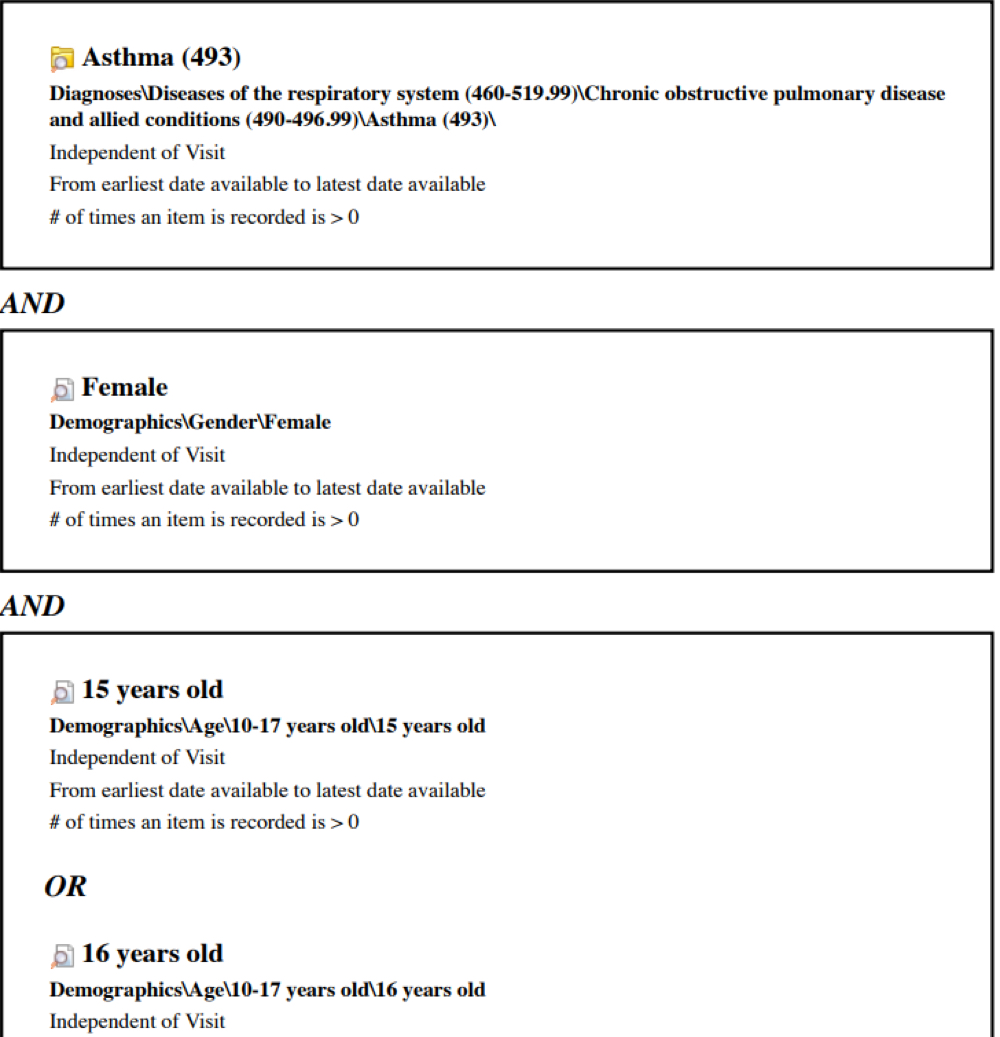 Asthma (493)
Diagnoses\Diseases of the respiratory system (460-519.99)\Chronic obstructive pulmonary disease
and allied conditions (490-496.99)\Asthma (493)\
Independent of Visit
From earliest date available to latest date available
# of times an item is recorded is > 0
AND
Female
Demographics\Gender\Female
Independent of Visit
From earliest date available to latest date available
# of times an item is recorded is > 0
AND
15 years old
Demographics\Age\10-17 years old\15 years old
Independent of Visit
From earliest date available to latest date available
# of times an item is recorded is > 0
OR
16 years old
Demographics\Age\10-17 years old\16 years old
Independent of Visit